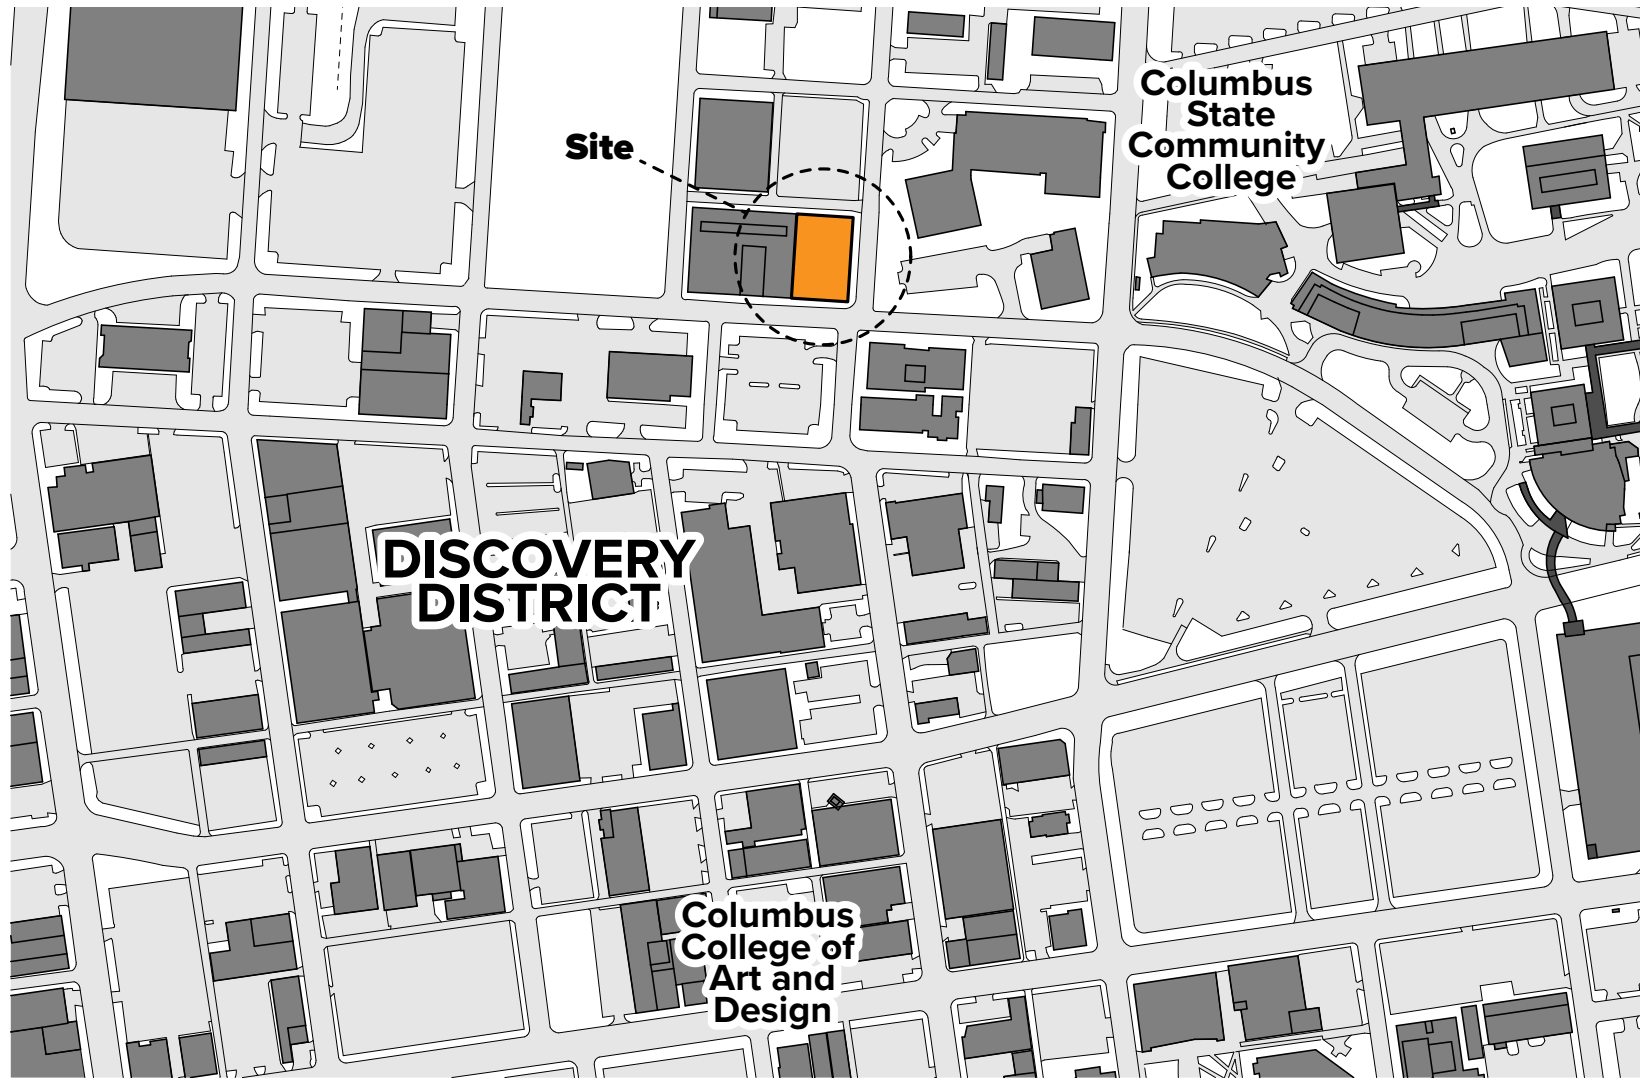 Columbus
State
Community
College
Site
DISCOVERY
DISTRICT
Columbus
College of
Art and
Design